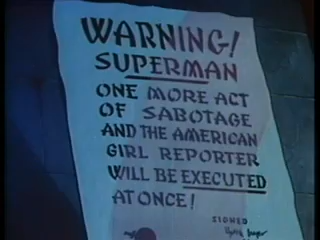 WARNING!
SUPERMAN
ONE MORE ACT
OF SABOTAGE
AND THE AMERICAN
GIRL REPORTER
WILL BE EXECUTED
AT ONCE!
SIGNED